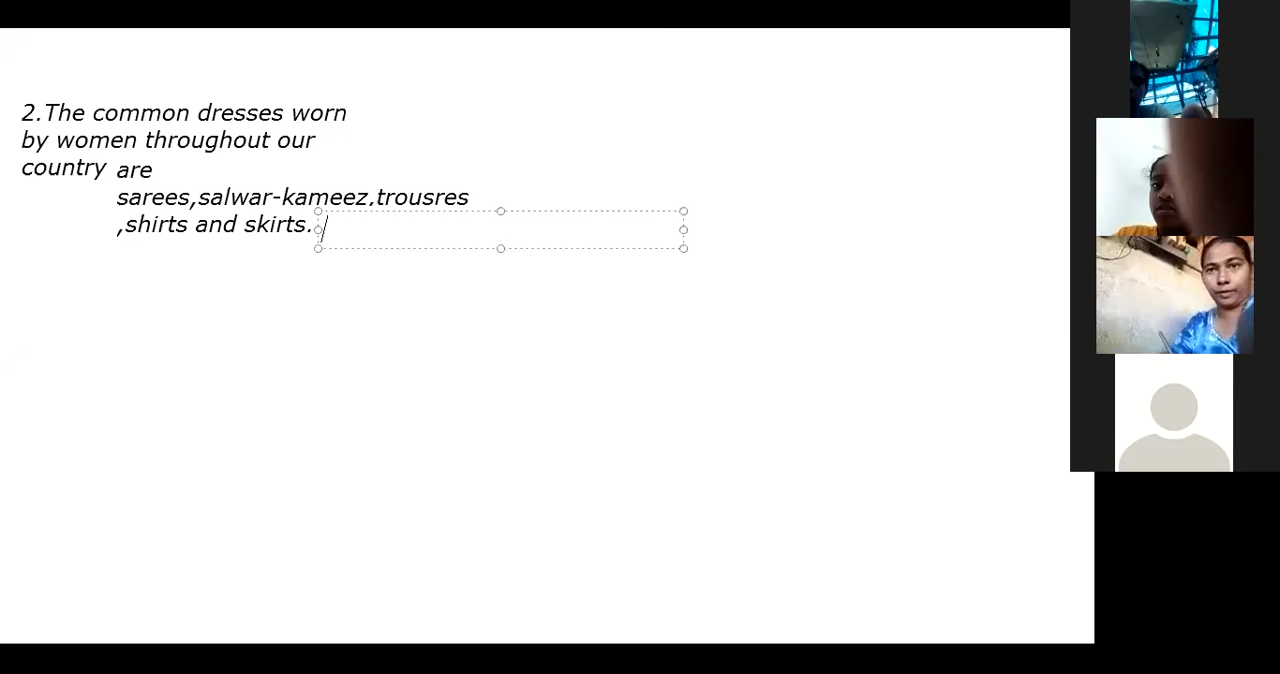 2.The common dresses worn
by women throughout our
country are
sarees,salwar-kameez,trousres
,shirts and skirts.